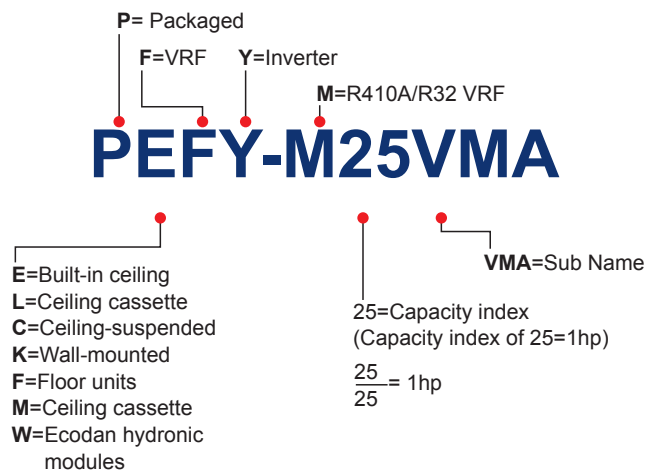 P= Packaged
F=VRF
Y=Inverter
M=R410A/R32 VRF
PEFY-M25VMA
E=Built-in ceiling
L=Ceiling cassette
C=Ceiling-suspended
K=Wall-mounted
F=Floor units
M=Ceiling cassette
W=Ecodan hydronic
modules
25=Capacity index
(Capacity index of 25=1hp)
25
25
= 1hp
VMA=Sub Name